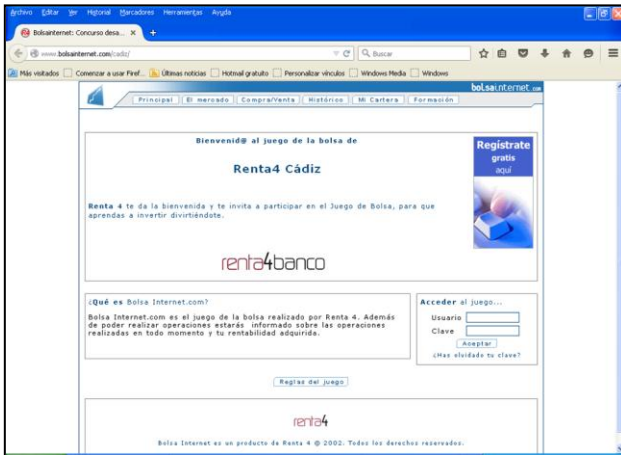 Archivo Editar Ver Historial Marcadores Herramientas Ayuda
Bolsainternet: Concurso desa... × +
www.bolsainternet.com/cadiz/
Buscar
Más visitados Comenzar a usar Firef... Últimas noticias Hotmail gratuito Personalizar vínculos Windows Media Windows
bolsainternet.com
Principal El mercado Compra/Venta Histórico Mi Cartera Formación
Bienvenid@ al juego de la bolsa de
Renta4 Cádiz
Regístrate
gratis
aquí
Renta 4 te da la bienvenida y te invita a participar en el Juego de Bolsa, para que
aprendas a invertir divirtiéndote.
renta4banco
¿Qué es Bolsa Internet.com?
Bolsa Internet.com es el juego de la bolsa realizado por Renta 4. Además
de poder realizar operaciones estarás informado sobre las operaciones
realizadas en todo momento y tu rentabilidad adquirida.
Acceder al juego...
Usuario
Clave
Aceptar
¿Has olvidado tu clave?
Reglas del juego
renta4
Bolsa Internet es un producto de Renta 4 @ 2002. Todos los derechos reservados.